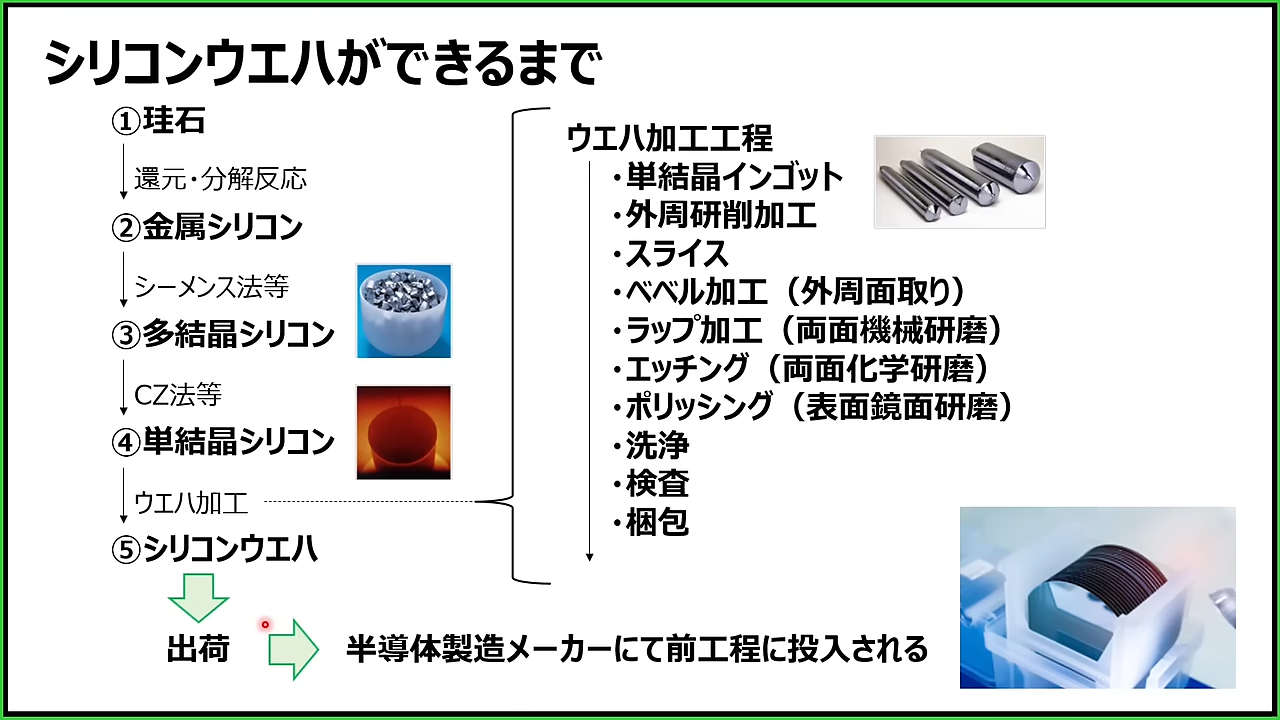 シリコンウエハができるまで
①珪石
還元・分解反応
②金属シリコン
シーメンス法等
③多結晶シリコン
CZ法等
④単結晶シリコン
ウエハ加工
⑤シリコンウエハ
出荷
半導体製造メーカーにて前工程に投入される
ウエハ加工工程
・単結晶インゴット
・外周研削加工
・スライス
・ベベル加工（外周面取り）
・ラップ加工（両面機械研磨）
・エッチング（両面化学研磨）
・ポリッシング（表面鏡面研磨）
・洗浄
・検査
・梱包